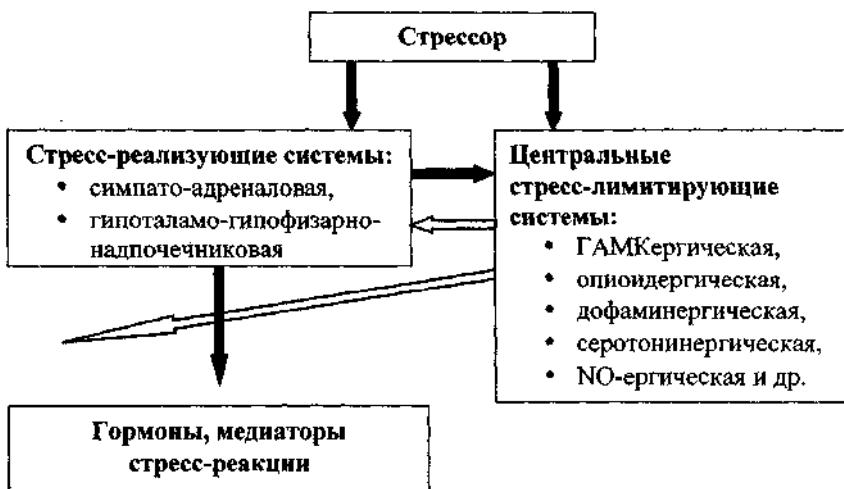 Стрессор
Стресс-реализующие системы:
• симпато-адреналовая,
• гипоталамо-гипофизарно-
надпочечниковая
Центральные
стресс-лимитирующие
системы:
• ГАМКергическая,
• опиоидергическая,
• дофаминергическая,
• серотонинергическая,
• NO-ергическая и др.
Гормоны, медиаторы
стресс-реакции